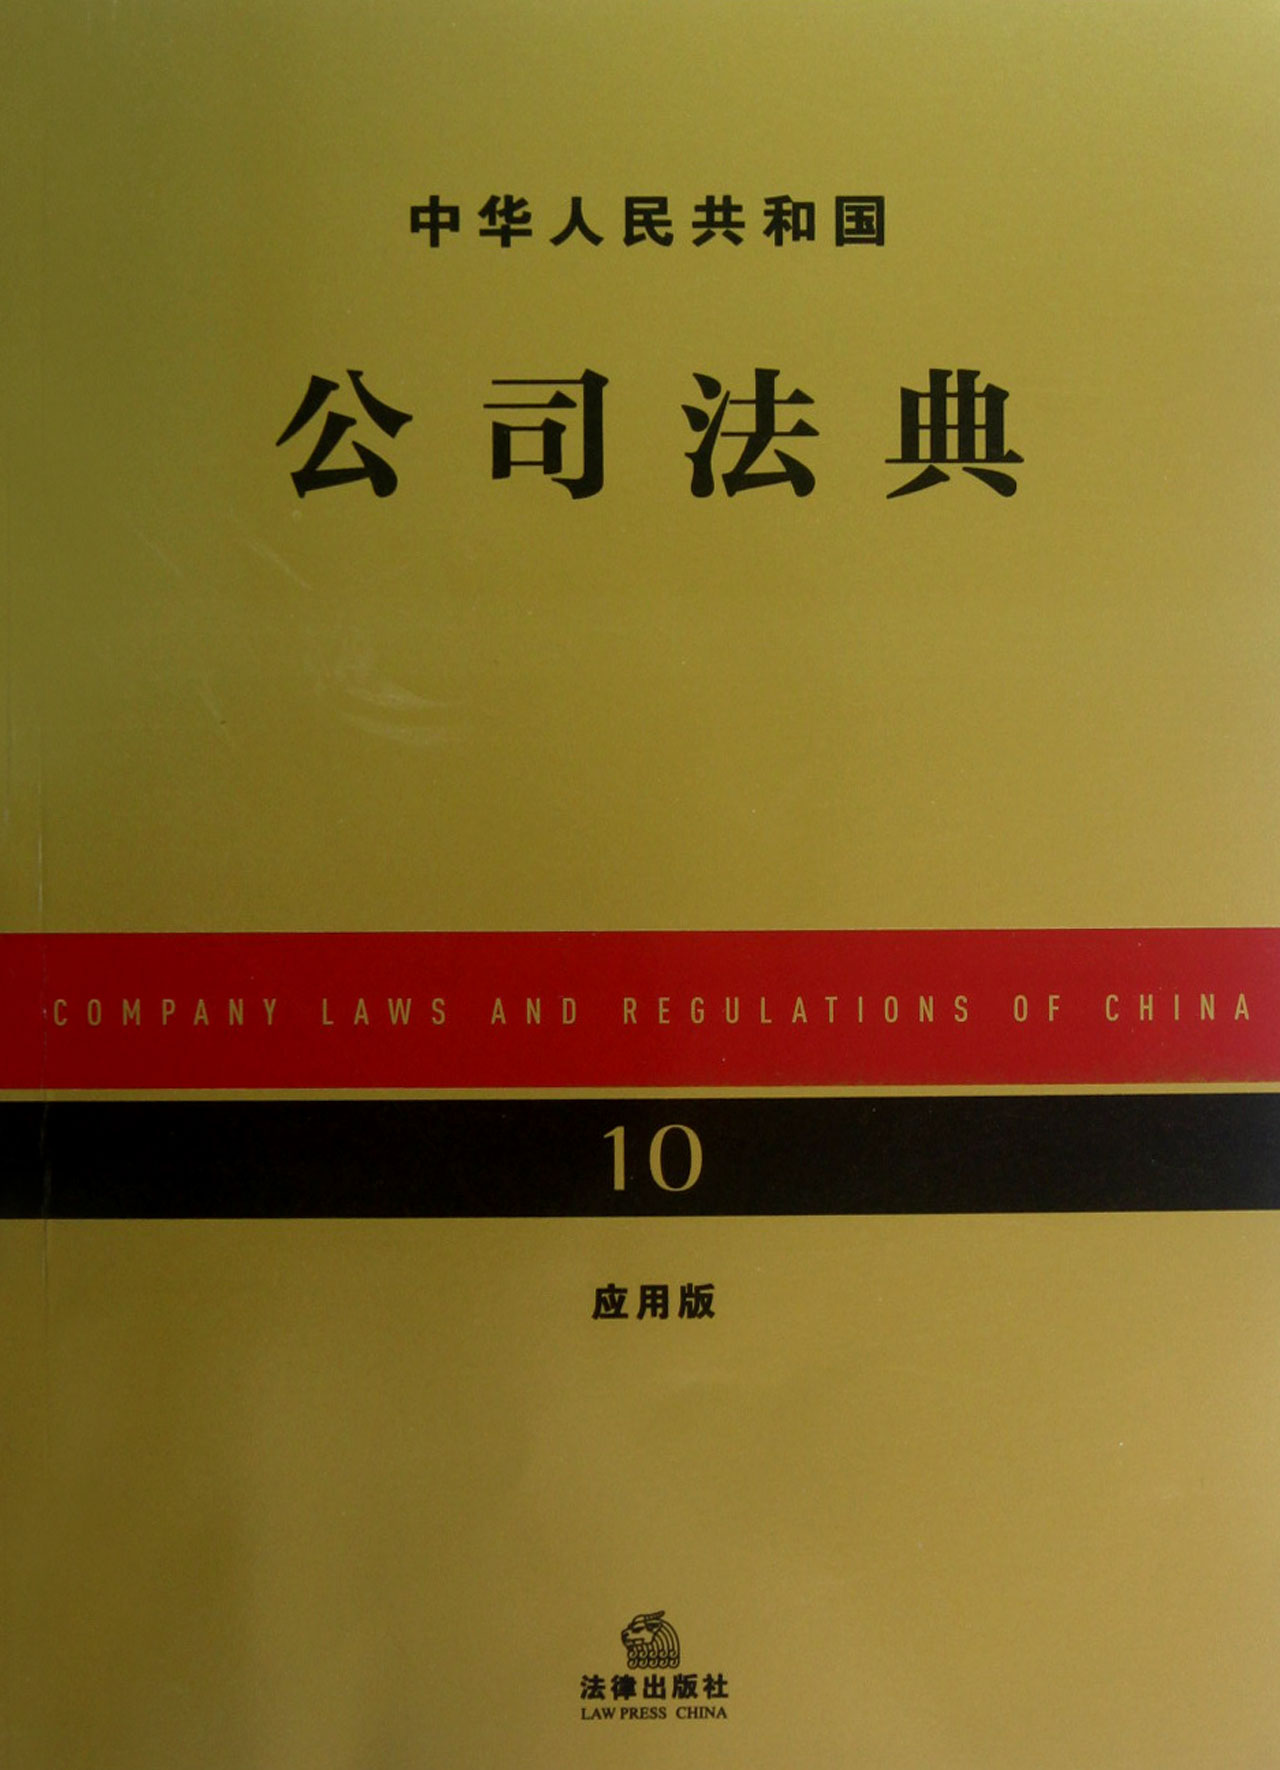 中华人民共和国
公司法典
COMPANY LAWS AND REGULATIONS OF CHINA
10
应用版
法律出版社
LAW PRESS CHINA